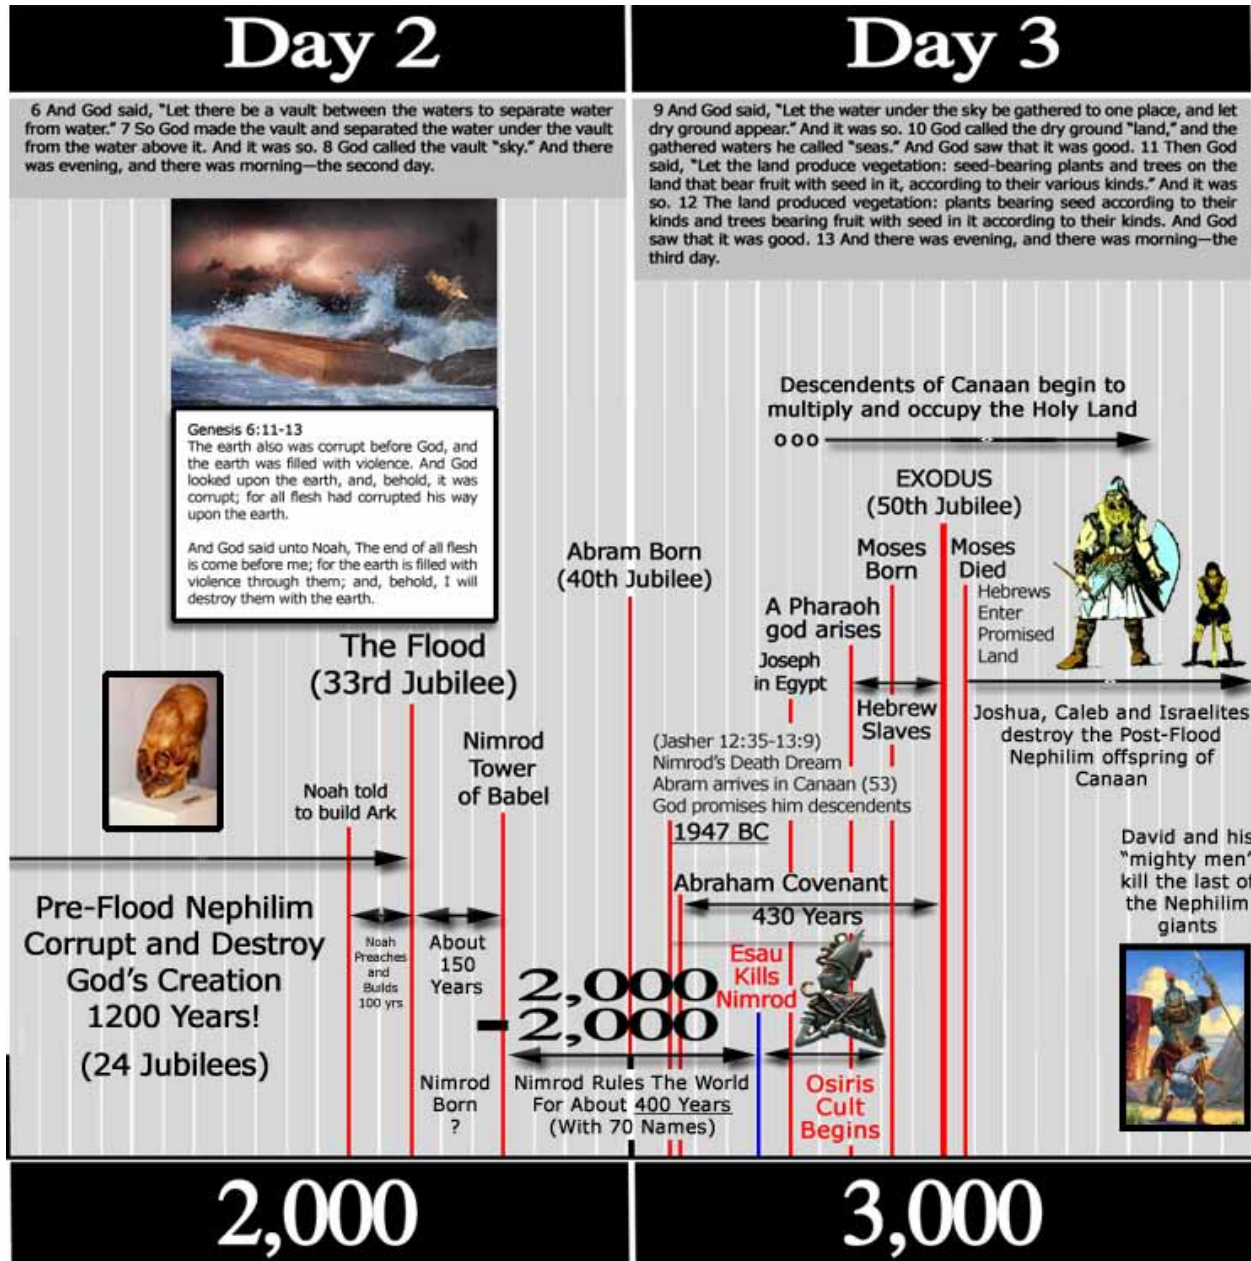 Day 2
6 And God said, “Let there be a vault between the waters to separate water
from water.” 7 So God made the vault and separated the water under the vault
from the water above it. And it was so. 8 God called the vault “sky.” And there
was evening, and there was morning—the second day.
Genesis 6:11-13
The earth also was corrupt before God, and
the earth was filled with violence. And God
looked upon the earth, and, behold, it was
corrupt; for all flesh had corrupted his way
upon the earth.
And God said unto Noah, The end of all flesh
is come before me; for the earth is filled with
violence through them; and, behold, I will
destroy them with the earth.
The Flood
(33rd Jubilee)
Nimrod
Tower
of Babel
Noah told
to build Ark
Pre-Flood Nephilim
Corrupt and Destroy
God’s Creation
1200 Years!
(24 Jubilees)
Noah
Preaches
and
Builds
100 yrs
About
150
Years
Nimrod
Born
?
Abram Born
(40th Jubilee)
2,000
-2,000
Nimrod Rules The World
For About 400 Years
(With 70 Names)
2,000
Day 3
9 And God said, “Let the water under the sky be gathered to one place, and let
dry ground appear.” And it was so. 10 God called the dry ground “land,” and the
gathered waters he called “seas.” And God saw that it was good. 11 Then God
said, “Let the land produce vegetation: seed-bearing plants and trees on the
land that bear fruit with seed in it, according to their various kinds.” And it was
so. 12 The land produced vegetation: plants bearing seed according to their
kinds and trees bearing fruit with seed in it according to their kinds. And God
saw that it was good. 13 And there was evening, and there was morning—the
third day.
Descendents of Canaan begin to
multiply and occupy the Holy Land
o o o
EXODUS
(50th Jubilee)
Moses
Born
Moses
Died
Hebrews
Enter
Promised
Land
A Pharaoh
god arises
Joseph
in Egypt
Hebrew
Slaves
Joshua, Caleb and Israelites
destroy the Post-Flood
Nephilim offspring of
Canaan
(Jasher 12:35-13:9)
Nimrod’s Death Dream
Abram arrives in Canaan (53)
God promises him descendents
1947 BC
Abraham Covenant
430 Years
Esau
Kills
Nimrod
Osiris
Cult
Begins
David and his
“mighty men”
kill the last of
the Nephilim
giants
3,000